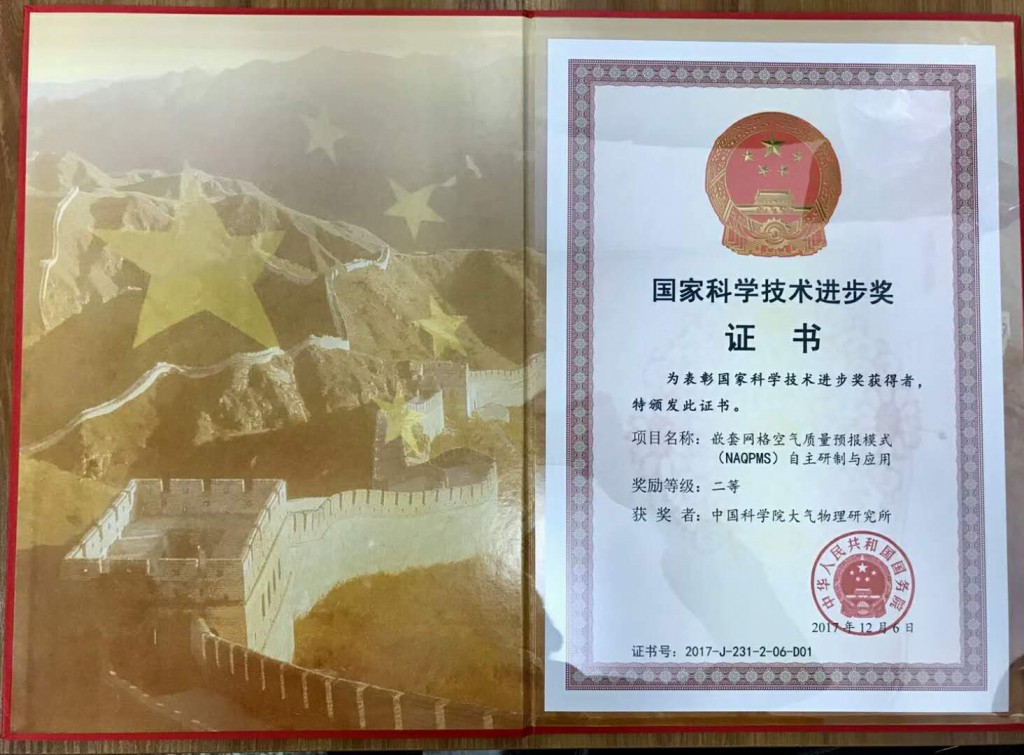 国家科学技术进步奖
证 书
为表彰国家科学技术进步奖获得者，
特颁发此证书。
项目名称：嵌套网格空气质量预报模式
（NAQPMS）自主研制与应用
奖励等级：二等
获 奖 者：中国科学院大气物理研究所
中华人民共和国国务院
2017年12月6日
证书号：2017-J-231-2-06-D01